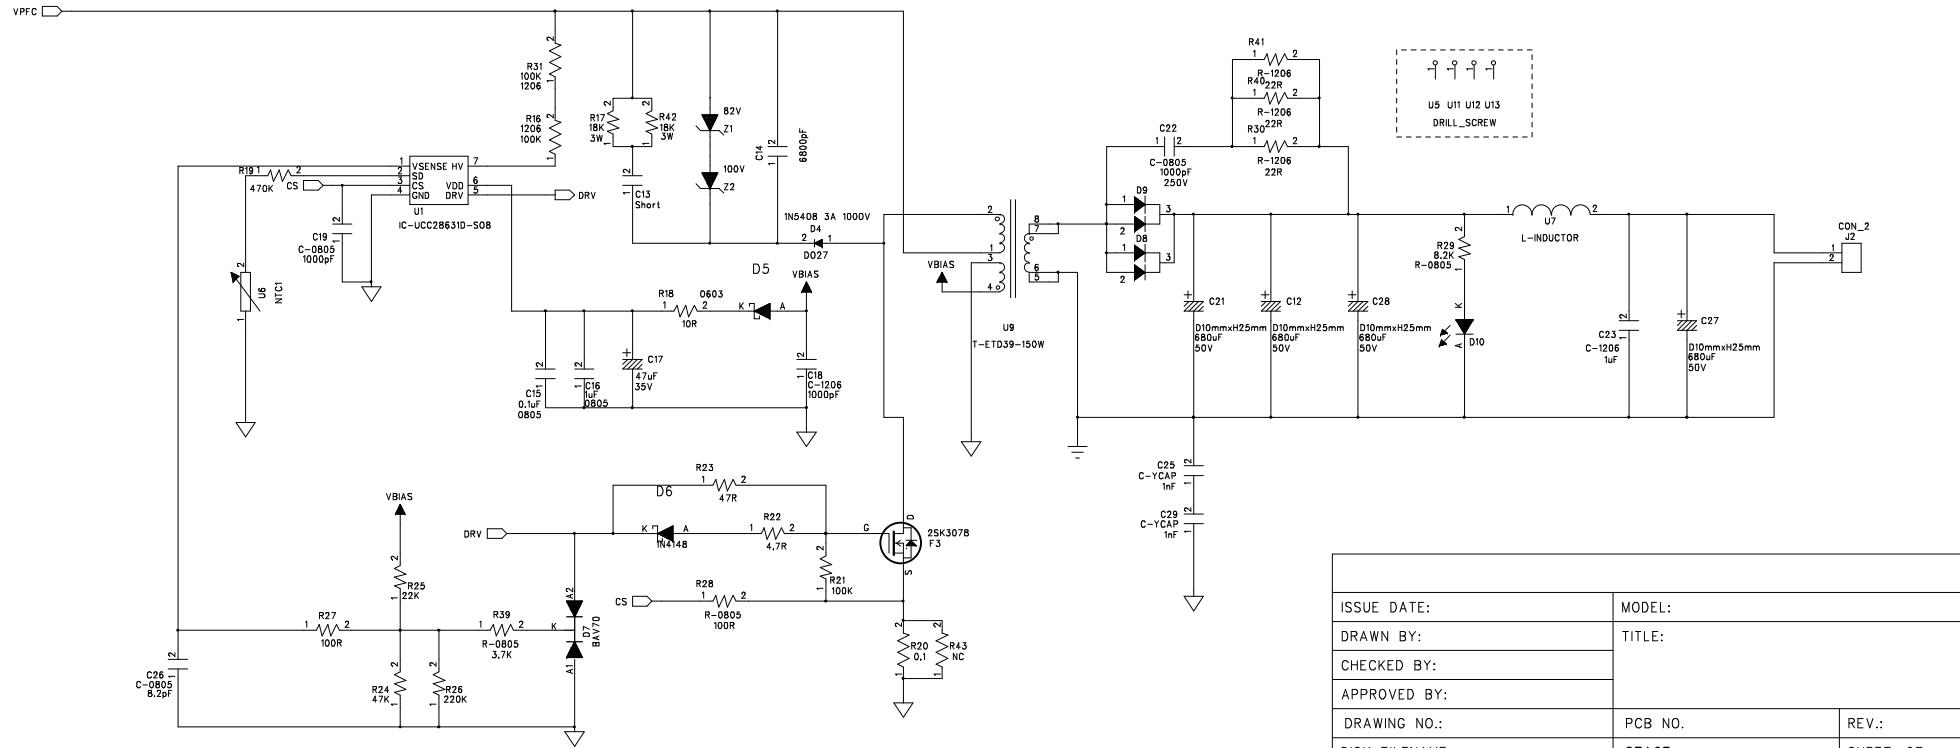 VPFC
R31
100K
1206
R16
1206
100K
R17
18K
3W
R42
18K
3W
82V
Z1
100V
Z2
C14
6800pF
C13
Short
R19
470K
CS
VSENSE HV
SD
CS
VDD
GND
DRV
U1
IC-UCC28631D-SO8
DRV
C19
C-0805
1000pF
U6
NTC1
1N5408 3A 1000V
D4
DO27
D5
VBIAS
R18
0603
10R
K
A
C15
0.1uF
0805
C16
1uF
0805
C17
47uF
35V
C18
C-1206
1000pF
VBIAS
U9
T-ETD39-150W
R41
R-1206
22R
R40
R-1206
22R
R30
R-1206
22R
C22
C-0805
1000pF
250V
D9
D8
U5 U11 U12 U13
DRILL_SCREW
C21
D10mmxH25mm
680uF
50V
C12
D10mmxH25mm
680uF
50V
C28
D10mmxH25mm
680uF
50V
R29
8.2K
R-0805
K
A
D10
U7
L-INDUCTOR
C23
C-1206
1uF
C27
D10mmxH25mm
680uF
50V
CON_2
J2
C25
C-YCAP
1nF
C29
C-YCAP
1nF
R23
47R
D6
DRV
K
A
1N4148
R22
4,7R
G
D
S
2SK3078
F3
R21
100K
CS
R28
R-0805
100R
R20
0,1
R43
NC
VBIAS
R25
22K
R27
100R
R39
R-0805
3,7K
A2
K
A1
D7
BAV70
C26
C-0805
8.2pF
R24
47K
R26
220K
ISSUE DATE:
MODEL:
DRAWN BY:
TITLE:
CHECKED BY:
APPROVED BY:
DRAWING NO.:
PCB NO.
REV.: